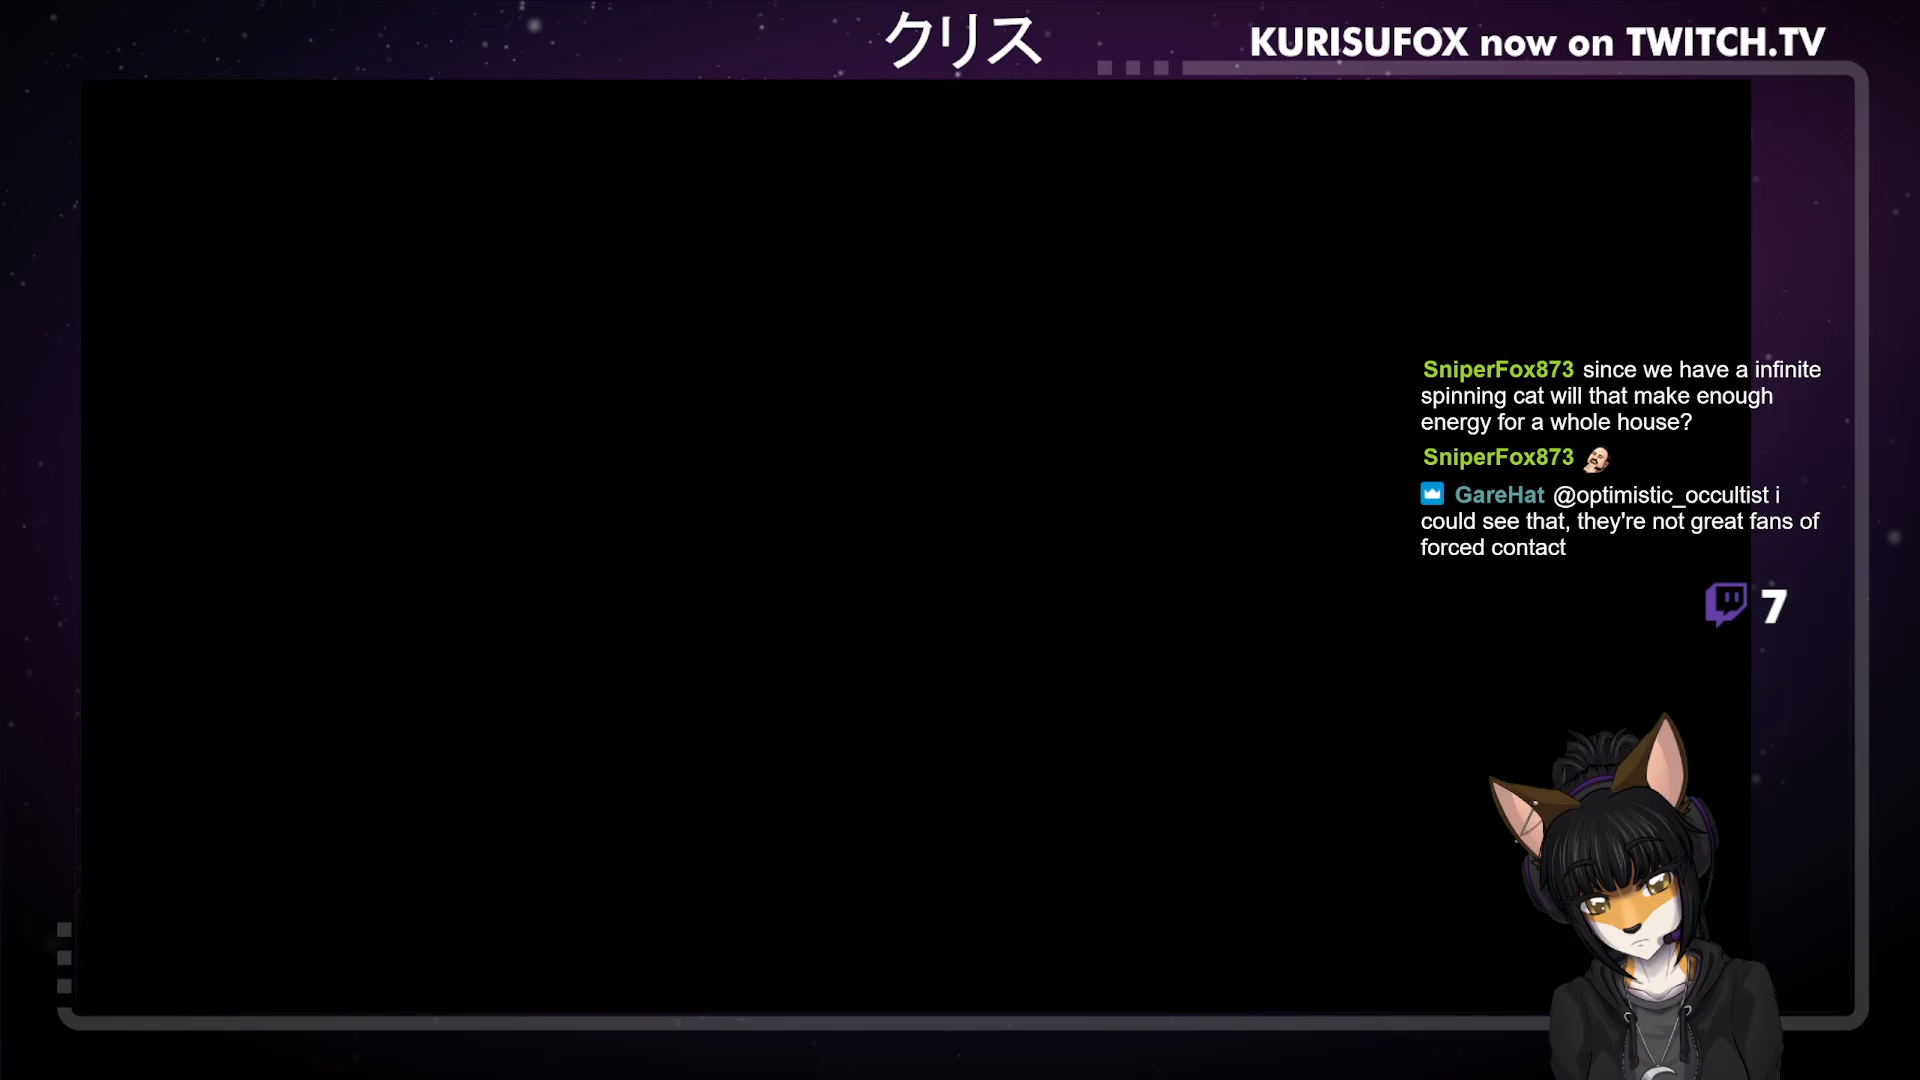 クリス
KURISUFOX now on TWITCH.TV
SniperFox873 since we have a infinite
spinning cat will that make enough
energy for a whole house?
SniperFox873
GareHat @optimistic_occultist i
could see that, they're not great fans of
forced contact
7